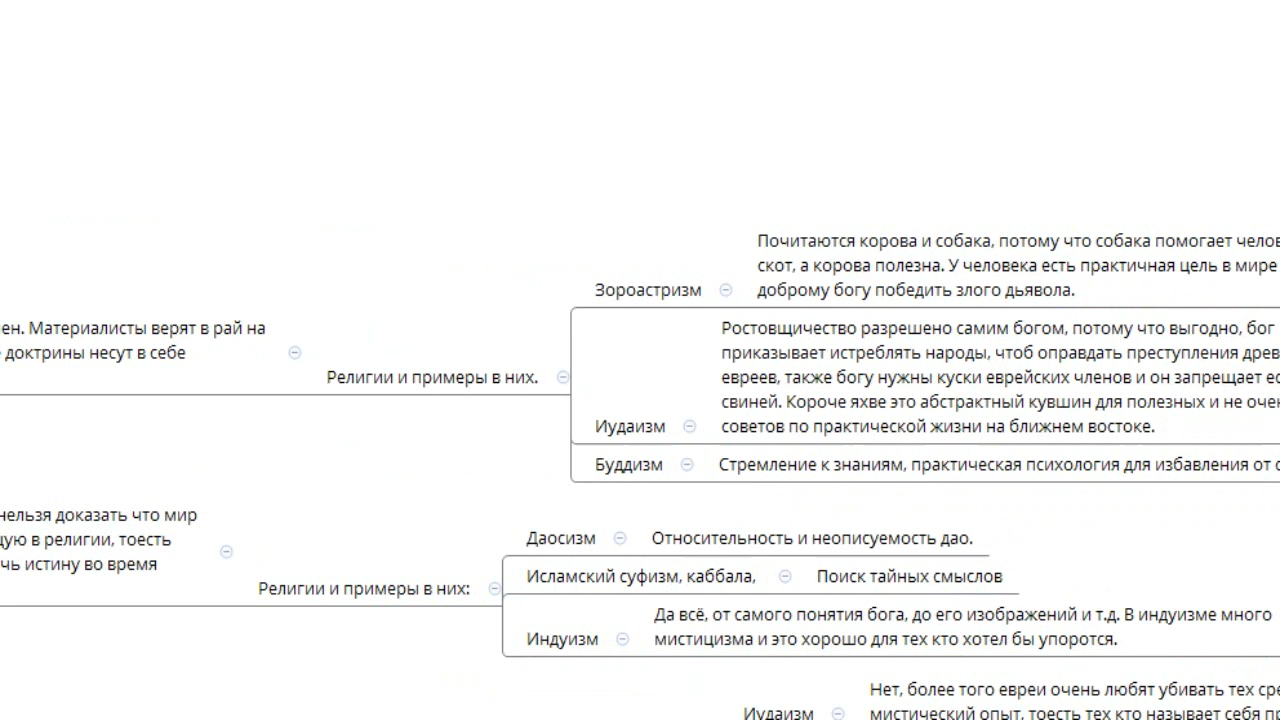 Почитаются корова и собака, потому что собака помогает
скот, а корова полезна. У человека есть практичная цель в мире
Зороастризм
доброму богу победить злого дьявола.
Материалисты верят в рай на
доктрины несут в себе
Религии и примеры в них.
Ростовщичество разрешено самим богом, потому что выгодно, бог
приказывает истреблять народы, чтоб оправдать преступления
евреев, также богу нужны куски еврейских членов и он запрещает
свиней. Короче яхве это абстрактный кувшин для полезных и не
Иудаизм
советов по практической жизни на ближнем востоке.
Буддизм
Стремление к знаниям, практическая психология для избавления от
нельзя доказать что мир
в религии, тоесть
истину во время
Религии и примеры в них:
Даосизм
Относительность и неописуемость дао.
Исламский суфизм, каббала,
Поиск тайных смыслов
Да всё, от самого понятия бога, до его изображений и т.д. В индуизме много
Индуизм
мистицизма и это хорошо для тех кто хотел бы упоротся.
Нет, более того евреи очень любят убивать тех
Иудаизм
мистический опыт, тоесть тех кто называет себя